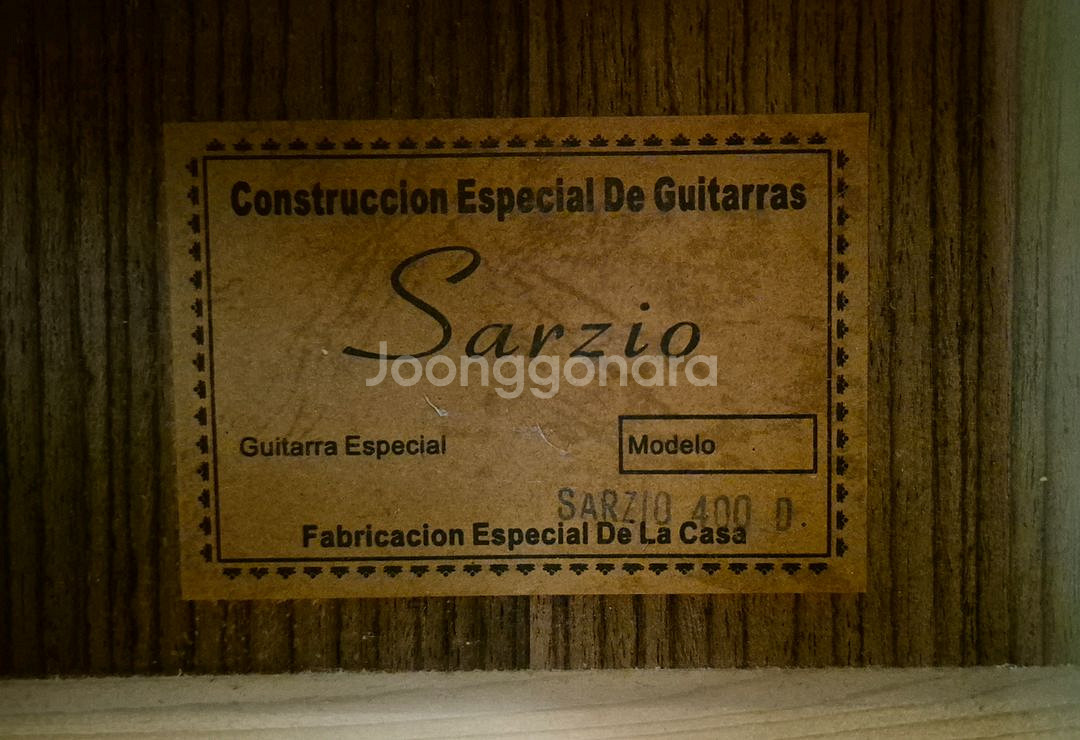 Construccion Especial De Guitarras
Sarzio
Joonggonara
Guitarra Especial
Modelo
SARZIO 400 D
Fabricacion Especial De La Casa